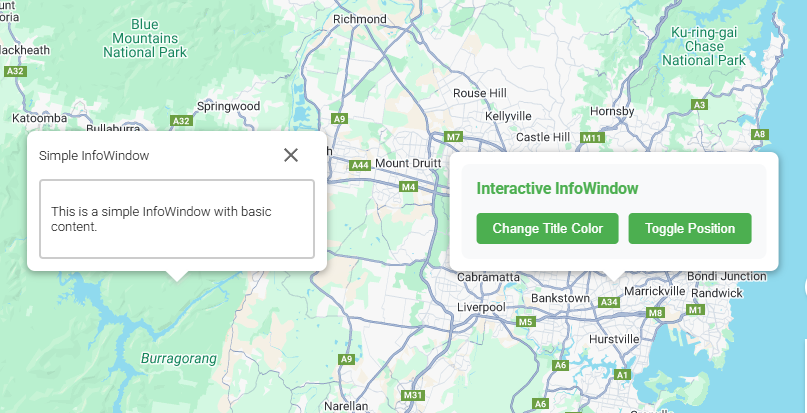 Richmond
Blue
Mountains
National Park
Ku-ring-gai
Chase
National Park
A32
Katoomba
A32
Springwood
Rouse Hill
Kellyville
Hornsby
A3
A9
M7
Castle Hill
M11
A8
Simple InfoWindow
A44
Mount Druitt
M4
This is a simple InfoWindow with basic
content.
Interactive InfoWindow
Change Title Color
Toggle Position
Cabramatta
Bondi Junction
Liverpool
Bankstown
A34
Marrickville
Randwick
M5
M8
M1
Hurstville
Burragorang
A9
A6
A1
M31
A6
Narellan